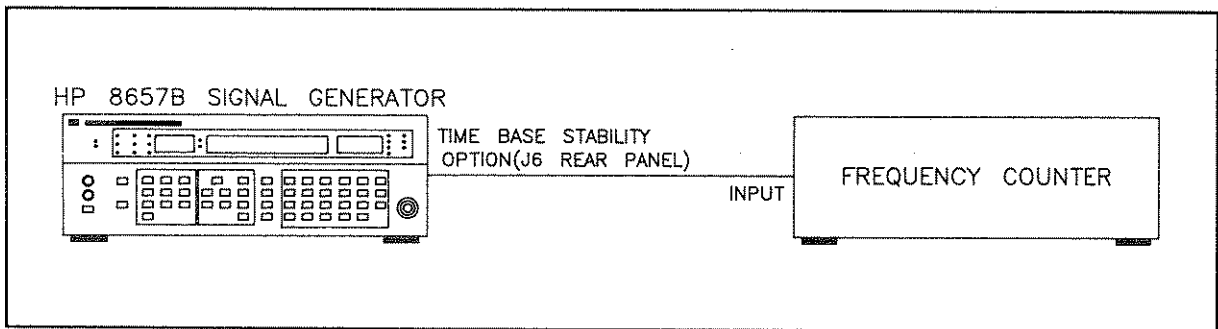 HP 8657B SIGNAL GENERATOR
TIME BASE STABILITY
OPTION(J6 REAR PANEL)
INPUT
FREQUENCY COUNTER